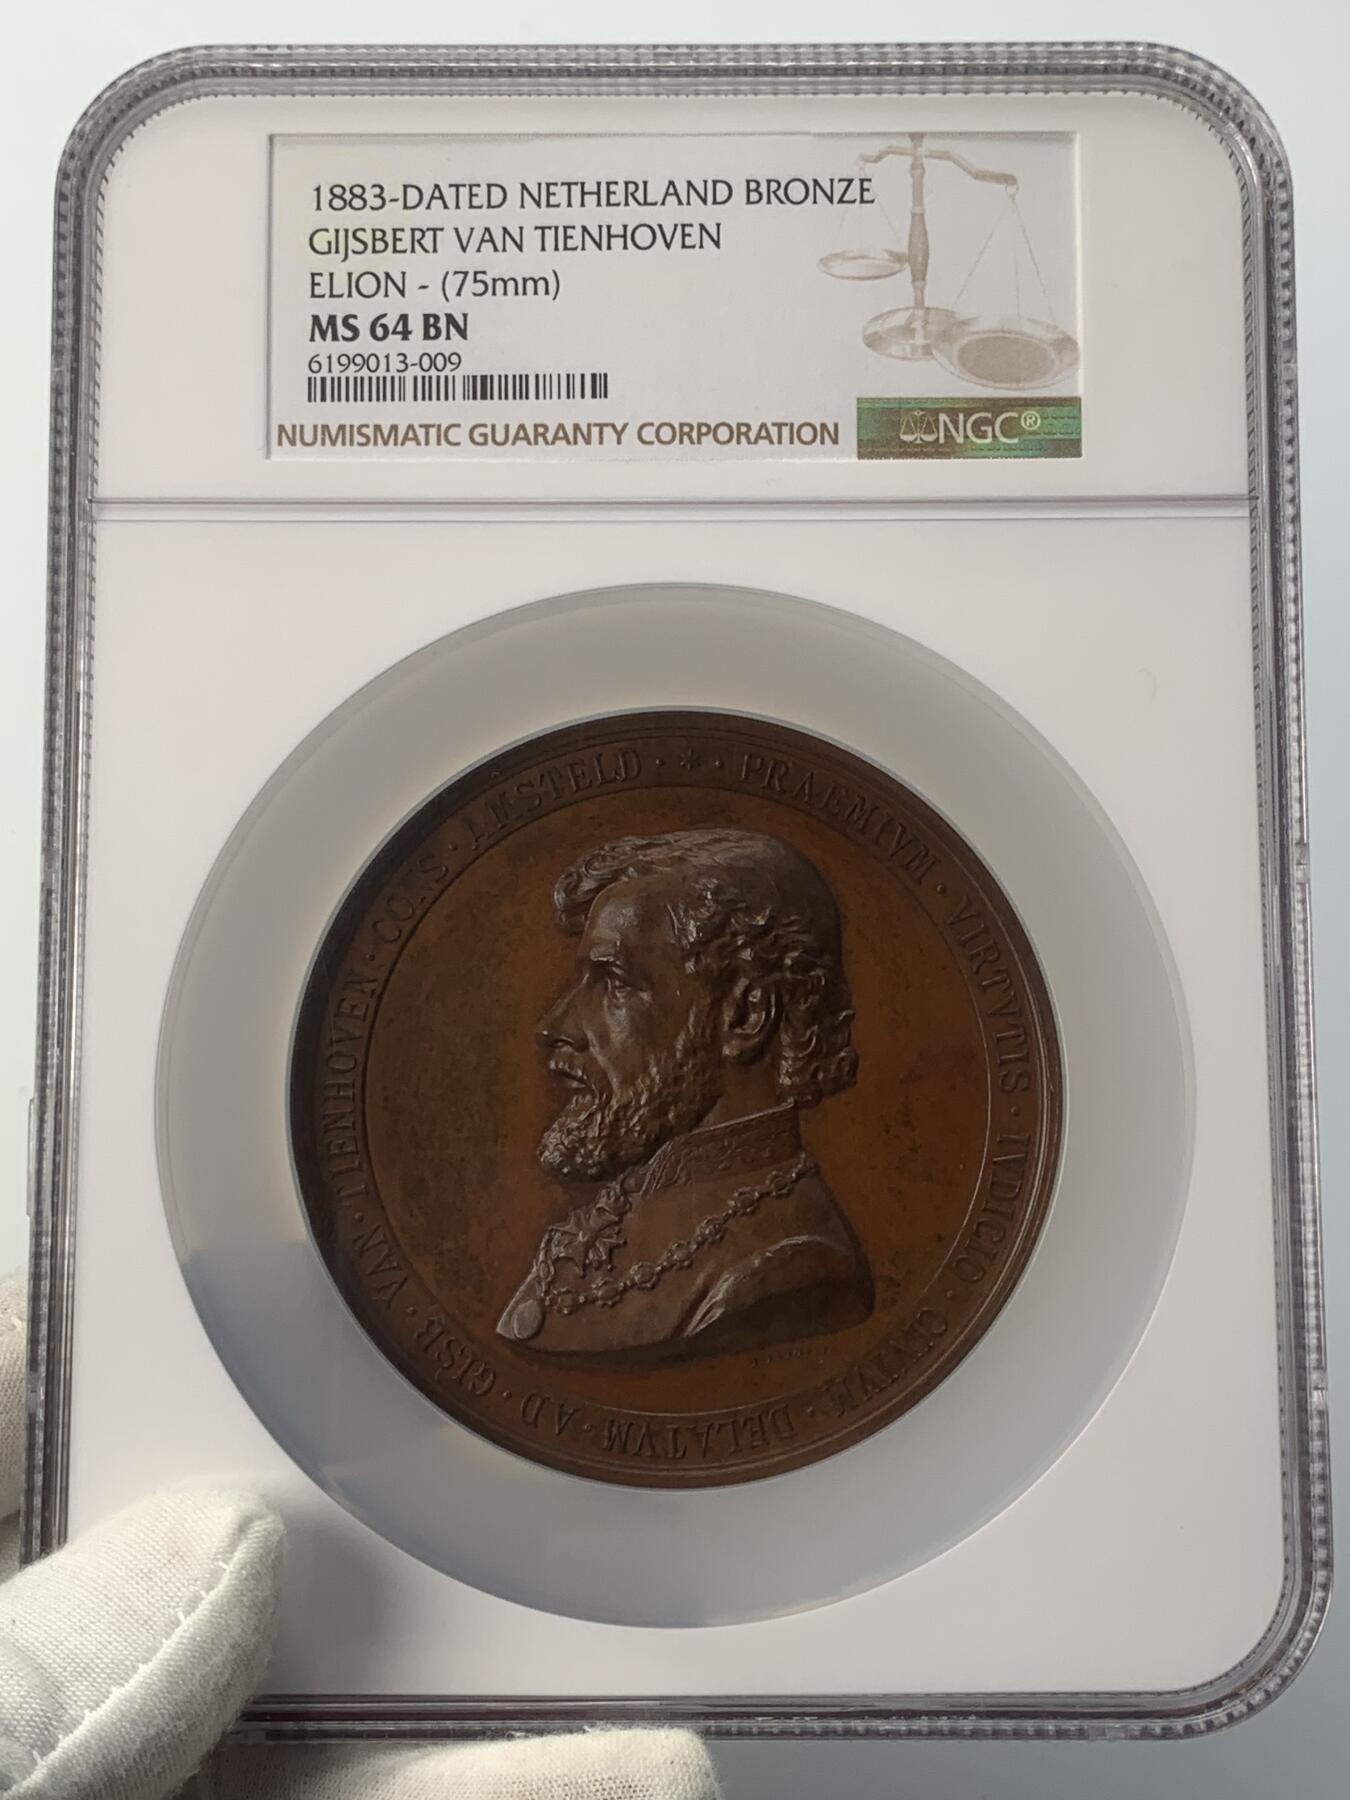 1883-DATED NETHERLAND BRONZE
GIJSBERT VAN TIENHOVEN
ELION - (75mm)
MS 64 BN
6199013-009
NUMISMATIC GUARANTY CORPORATION
NGC®
PRAEMIVM · VIRTVTIS · IVDICIO · CIVIVM · DELATVM · AD · GISB · VAN · TIENHOVEN · CONS · AMSTELD · * ·